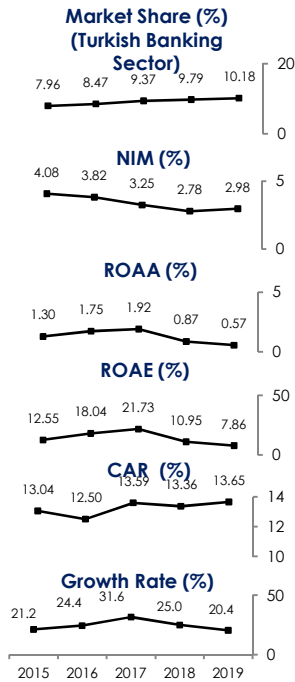 Market Share (%)
(Turkish Banking
Sector)
7.96 8.47 9.37 9.79 10.18
20
0
NIM (%)
4.08 3.82 3.25 2.78 2.98
5
0
ROAA (%)
1.30 1.75 1.92 0.87 0.57
5
0
ROAE (%)
12.55 18.04 21.73 10.95 7.86
50
0
CAR (%)
13.04 12.50 13.59 13.36 13.65
14
12
10
Growth Rate (%)
21.2 24.4 31.6 25.0 20.4
50
0
2015 2016 2017 2018 2019